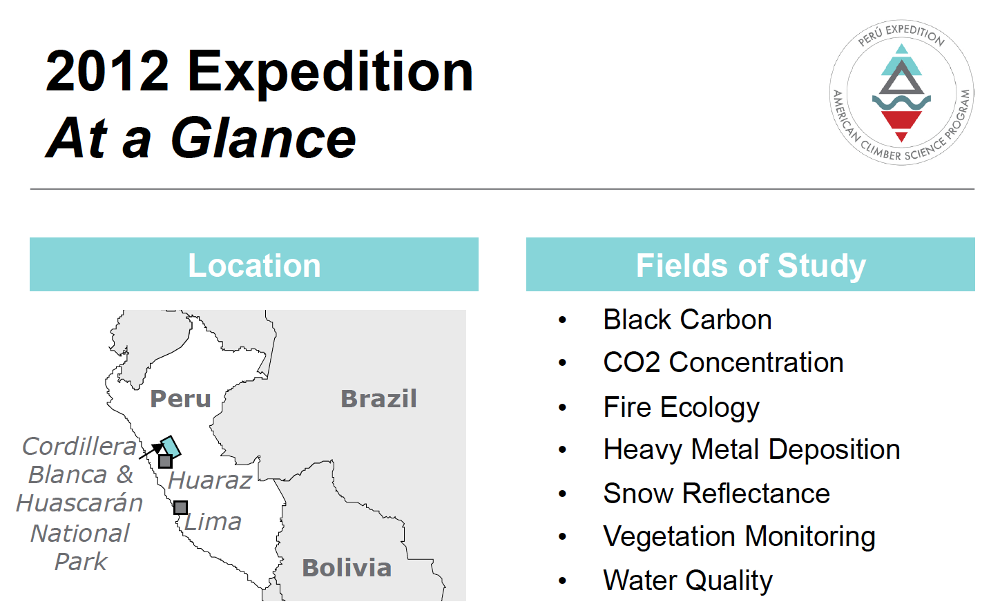 2012 Expedition
At a Glance
PERÚ EXPEDITION
AMERICAN CLIMBER SCIENCE PROGRAM
Location
Peru
Brazil
Cordillera
Blanca &
Huascarán
National
Park
Huaraz
Lima
Bolivia
Fields of Study
• Black Carbon
• CO2 Concentration
• Fire Ecology
• Heavy Metal Deposition
• Snow Reflectance
• Vegetation Monitoring
• Water Quality